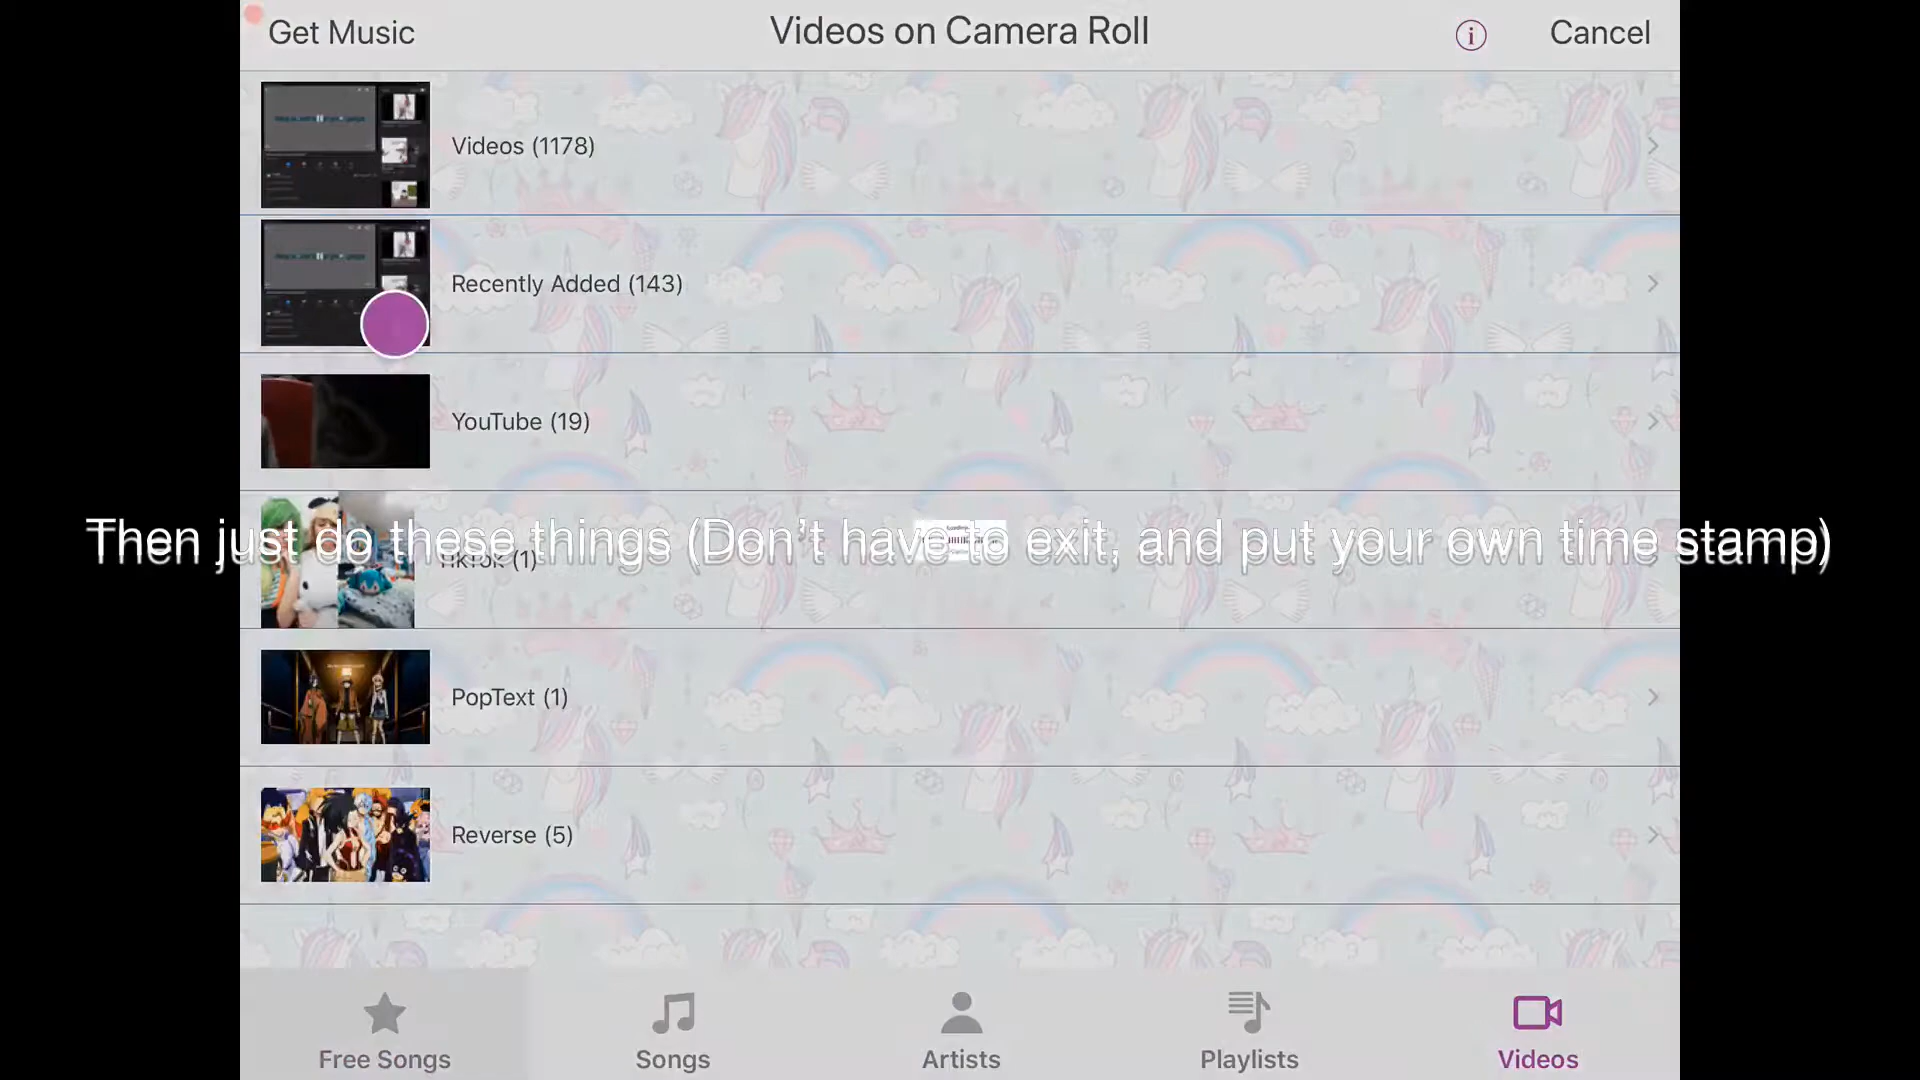 Get Music
Videos on Camera Roll
Cancel
Videos (1178)
Recently Added (143)
YouTube (19)
Then just do these things (Don't have to exit, and put your own time stamp)
TikTok (1)
PopText (1)
Reverse (5)
Free Songs
Songs
Artists
Playlists
Videos